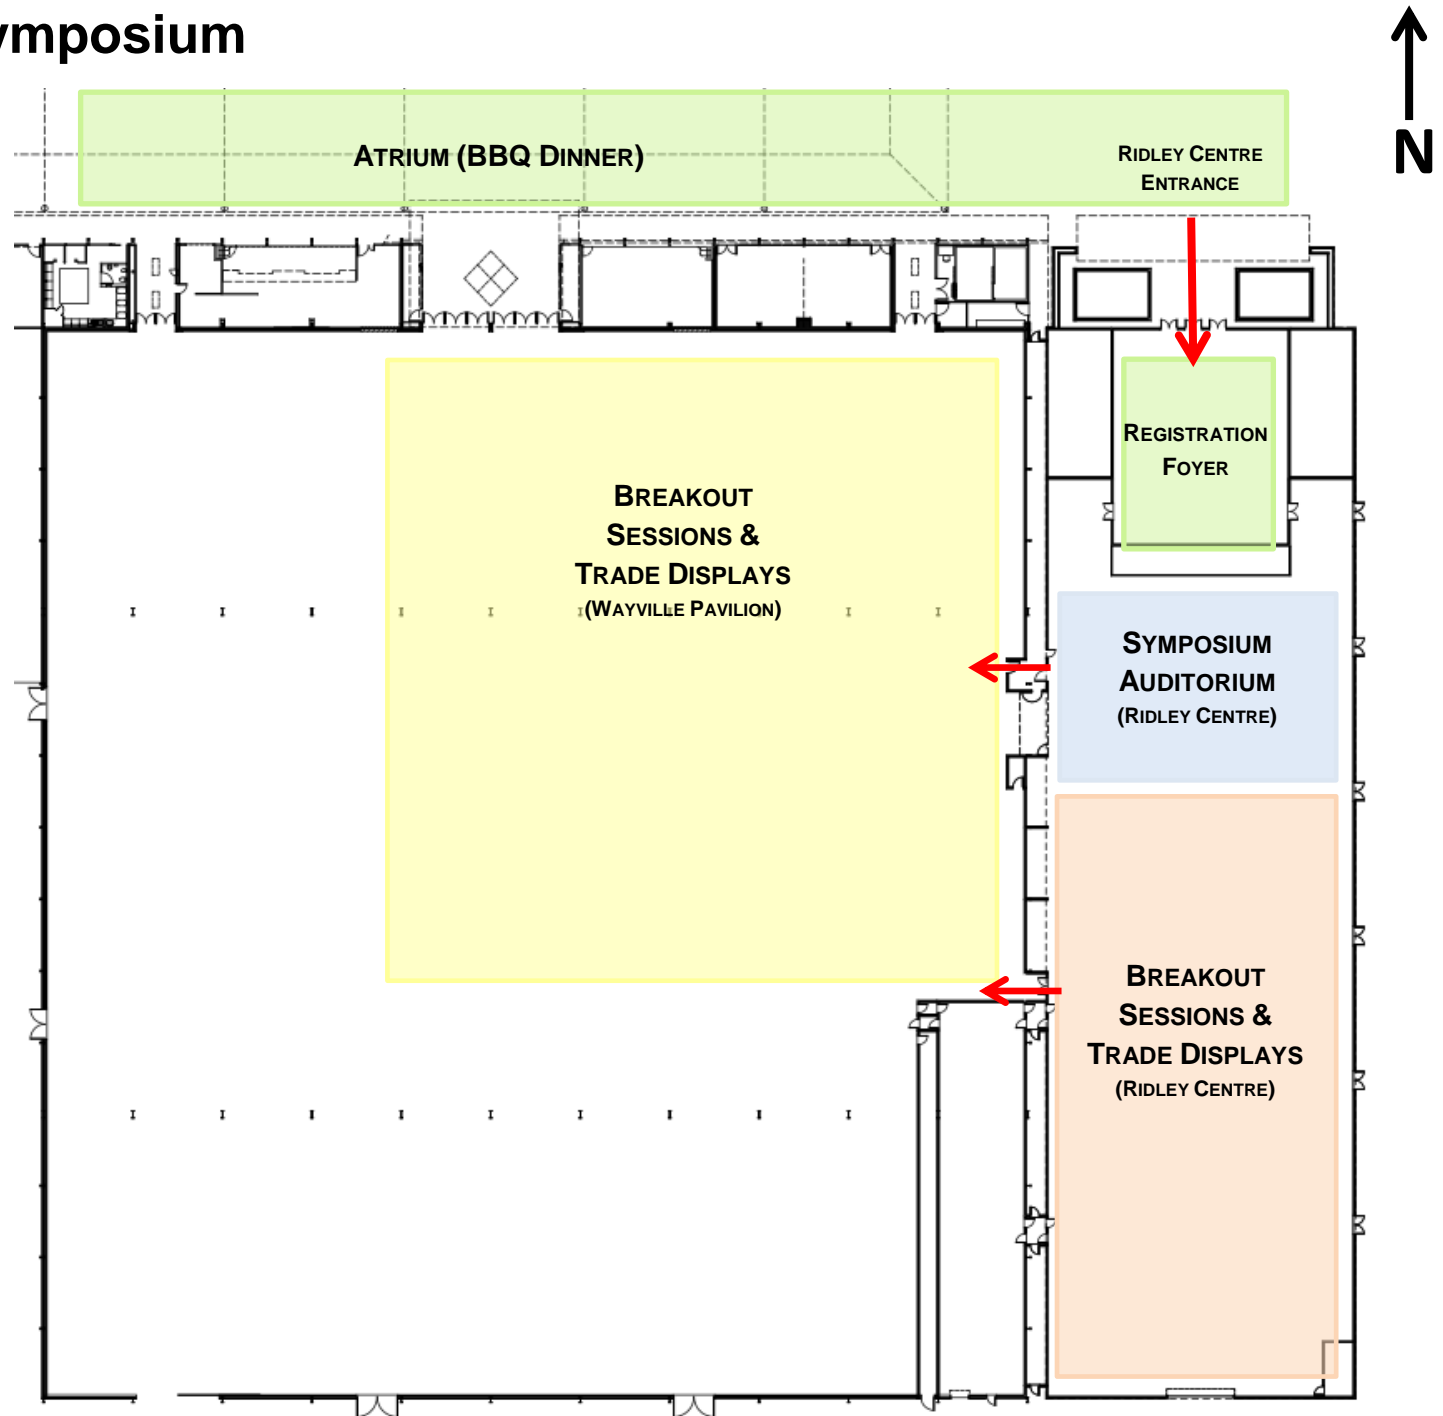 ymposium
N
ATRIUM (BBQ DINNER)
RIDLEY CENTRE
ENTRANCE
REGISTRATION
FOYER
BREAKOUT
SESSIONS &
TRADE DISPLAYS
(WAYVILLE PAVILION)
SYMPOSIUM
AUDITORIUM
(RIDLEY CENTRE)
BREAKOUT
SESSIONS &
TRADE DISPLAYS
(RIDLEY CENTRE)